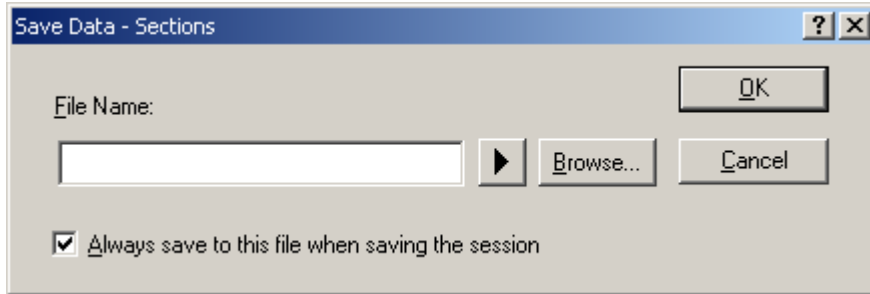 Save Data - Sections
OK
File Name:
Browse...
Cancel
Always save to this file when saving the session